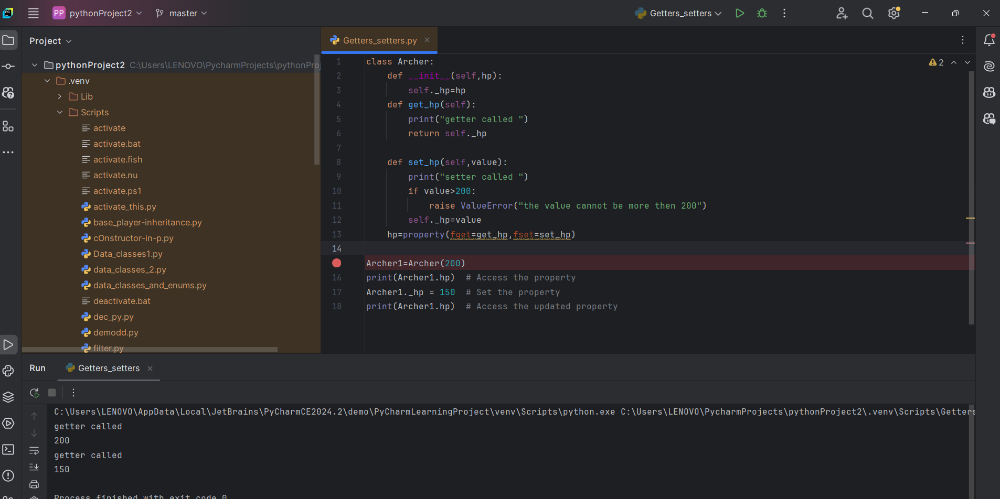 PC
PP pythonProject2 master Getters_setters
Project
Getters_setters.py
pythonProject2 C:\Users\LENOVO\PycharmProjects\pythonProj
.venv
Lib
Scripts
activate
activate.bat
activate.fish
activate.nu
activate.ps1
activate_this.py
base_player-inheritance.py
cOnstructor-in-p.py
Data_classes1.py
data_classes_2.py
data_classes_and_enums.py
deactivate.bat
dec_py.py
demodd.py
filter.py
2
1 class Archer:
2 def __init__(self,hp):
3 self._hp=hp
4 def get_hp(self):
5 print("getter called ")
6 return self._hp
7
8 def set_hp(self,value):
9 print("setter called ")
10 if value>200:
11 raise ValueError("the value cannot be more then 200")
12 self._hp=value
13 hp=property(fget=get_hp,fset=set_hp)
14
Archer1=Archer(200)
16 print(Archer1.hp) # Access the property
17 Archer1._hp = 150 # Set the property
18 print(Archer1.hp) # Access the updated property
Run Getters_setters
C:\Users\LENOVO\AppData\Local\JetBrains\PyCharmCE2024.2\demo\PyCharmLearningProject\venv\Scripts\python.exe C:\Users\LENOVO\PycharmProjects\pythonProject2\.venv\Scripts\Getters
getter called
200
getter called
150
Process finished with exit code 0